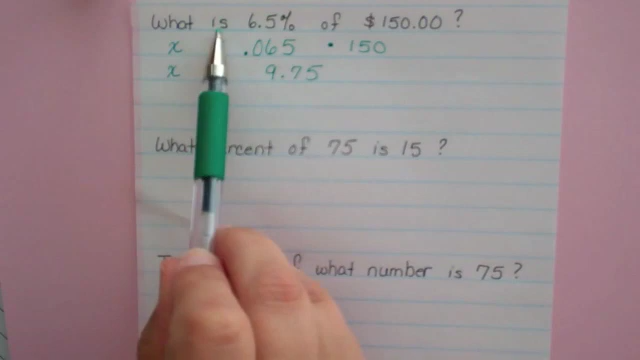 What is 6.5% of $150.00 ?
x .065 · 150
x 9.75
What rcent of 75 is 15 ?
what number is 75 ?